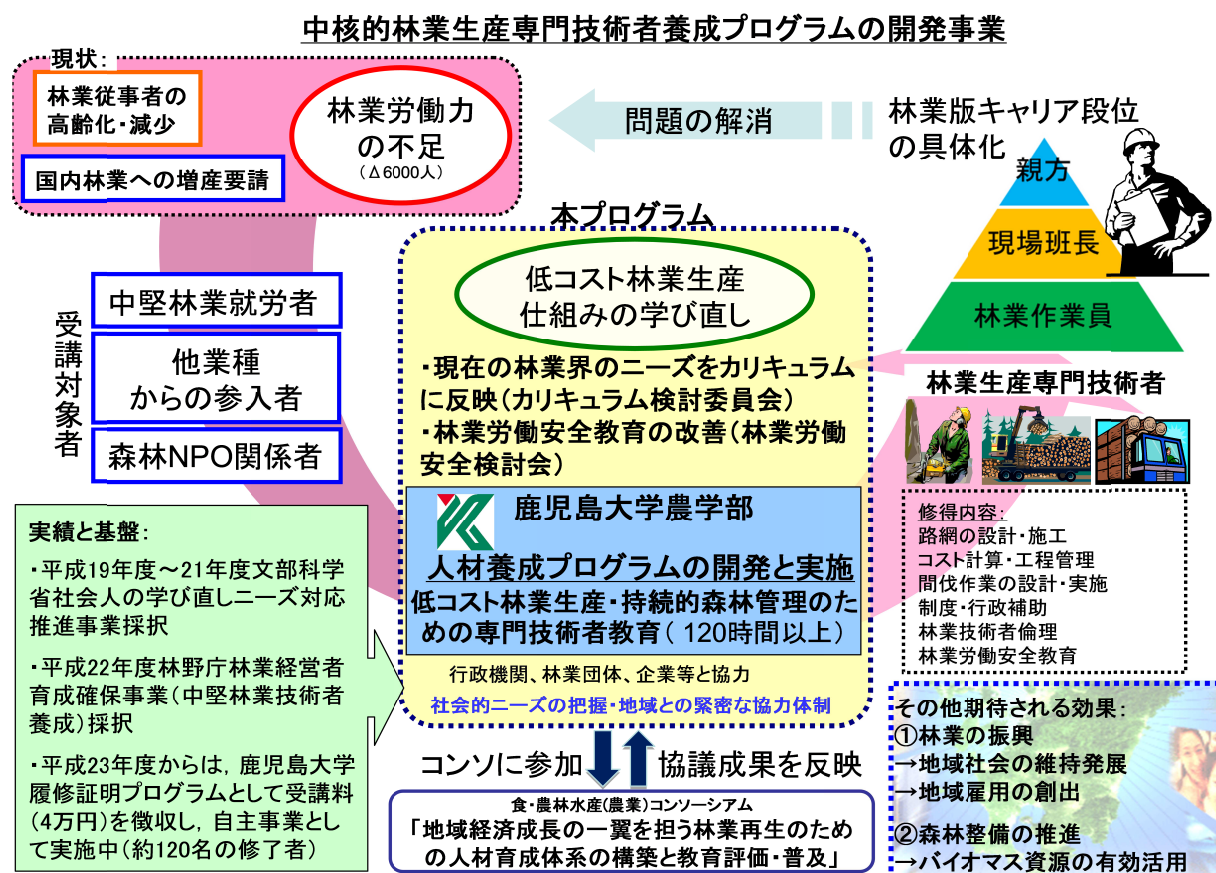 中核的林業生産専門技術者養成プログラムの開発事業
現状:
林業従事者の
高齢化・減少
国内林業への増産要請
林業労働力
の不足
（Δ6000人）
問題の解消
林業版キャリア段位
の具体化
親方
現場班長
林業作業員
受講対象者
中堅林業就労者
他業種
からの参入者
森林NPO関係者
本プログラム
低コスト林業生産
仕組みの学び直し
・現在の林業界のニーズをカリキュラム
に反映（カリキュラム検討委員会）
・林業労働安全教育の改善（林業労働
安全検討会）
鹿児島大学農学部
人材養成プログラムの開発と実施
低コスト林業生産・持続的森林管理のた
めの専門技術者教育（ 120時間以上）
行政機関、林業団体、企業等と協力
社会的ニーズの把握・地域との緊密な協力体制
林業生産専門技術者
修得内容:
路網の設計・施工
コスト計算・工程管理
間伐作業の設計・実施
制度・行政補助
林業技術者倫理
林業労働安全教育
実績と基盤:
・平成19年度～21年度文部科学
省社会人の学び直しニーズ対応
推進事業採択
・平成22年度林野庁林業経営者
育成確保事業（中堅林業技術者
養成）採択
・平成23年度からは，鹿児島大学
履修証明プログラムとして受講料
（4万円）を徴収し，自主事業とし
て実施中（約120名の修了者）
コンソに参加
協議成果を反映
食・農林水産(農業)コンソーシアム
「地域経済成長の一翼を担う林業再生のため
の人材育成体系の構築と教育評価・普及」
その他期待される効果:
①林業の振興
→地域社会の維持発展
→地域雇用の創出
②森林整備の推進
→バイオマス資源の有効活用